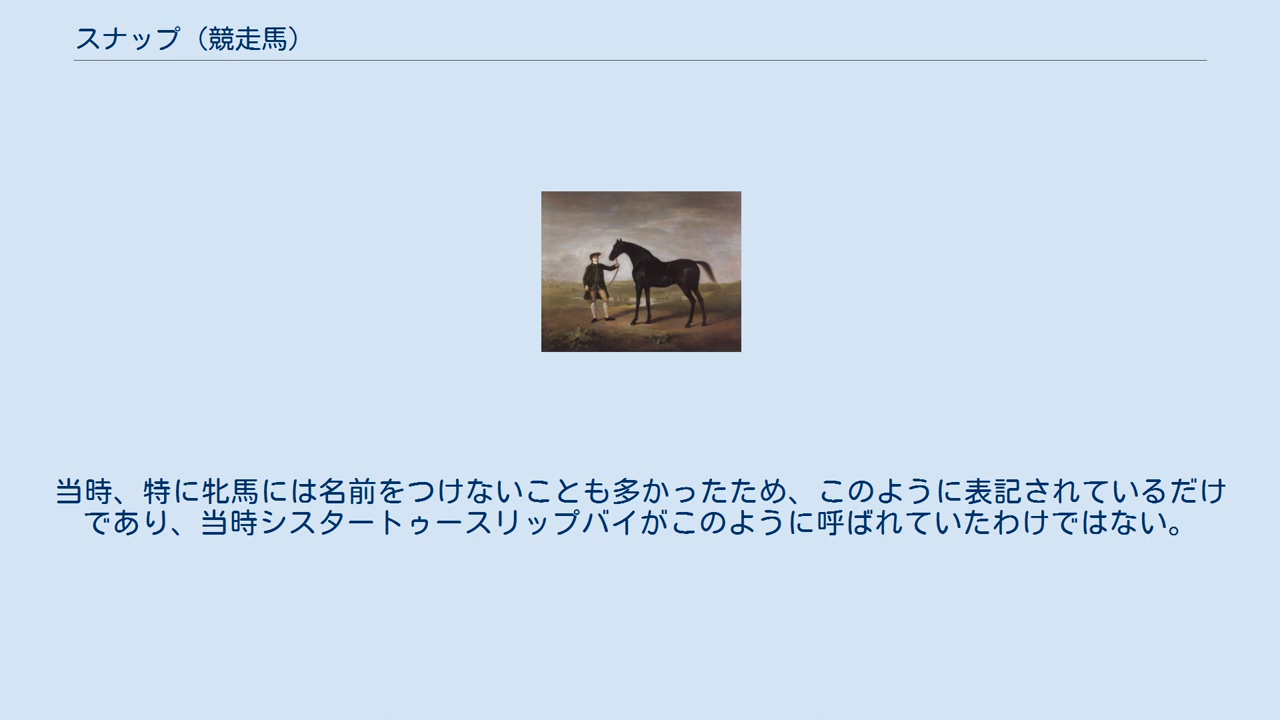 スナップ（競走馬）
当時、特に牝馬には名前をつけないことも多かったため、このように表記されているだけ
であり、当時シスタートゥースリップバイがこのように呼ばれていたわけではない。